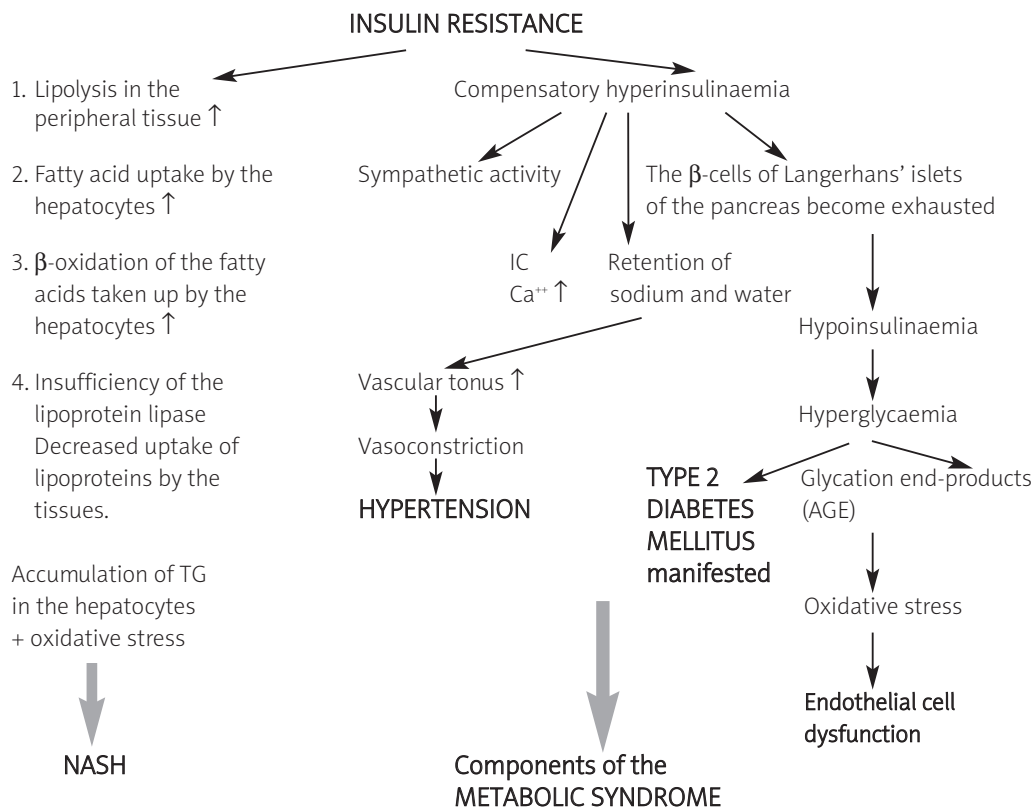 INSULIN RESISTANCE
1. Lipolysis in the
peripheral tissue ↑
2. Fatty acid uptake by the
hepatocytes ↑
3. β-oxidation of the fatty
acids taken up by the
hepatocytes ↑
4. Insufficiency of the
lipoprotein lipase
Decreased uptake of
lipoproteins by the
tissues.
Accumulation of TG
in the hepatocytes
+ oxidative stress
NASH
Compensatory hyperinsulinaemia
Sympathetic activity
IC
Ca⁺⁺ ↑
Retention of
sodium and water
Vascular tonus ↑
Vasoconstriction
HYPERTENSION
The β-cells of Langerhans’ islets
of the pancreas become exhausted
Hypoinsulinaemia
Hyperglycaemia
TYPE 2
DIABETES
MELLITUS
manifested
Glycation end-products
(AGE)
Oxidative stress
Endothelial cell
dysfunction
Components of the
METABOLIC SYNDROME